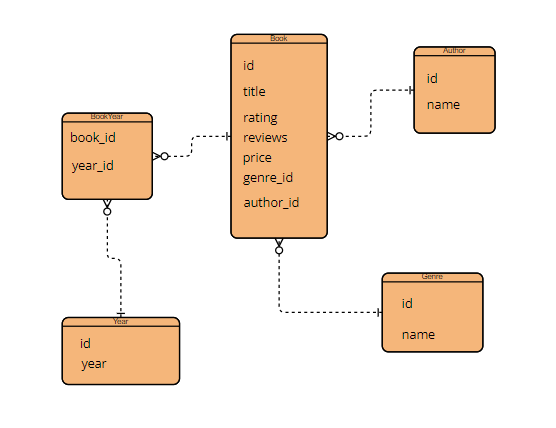 Book
id
title
rating
reviews
price
genre_id
author_id
Author
id
name
BookYear
book_id
year_id
Genre
id
name
Year
id
year